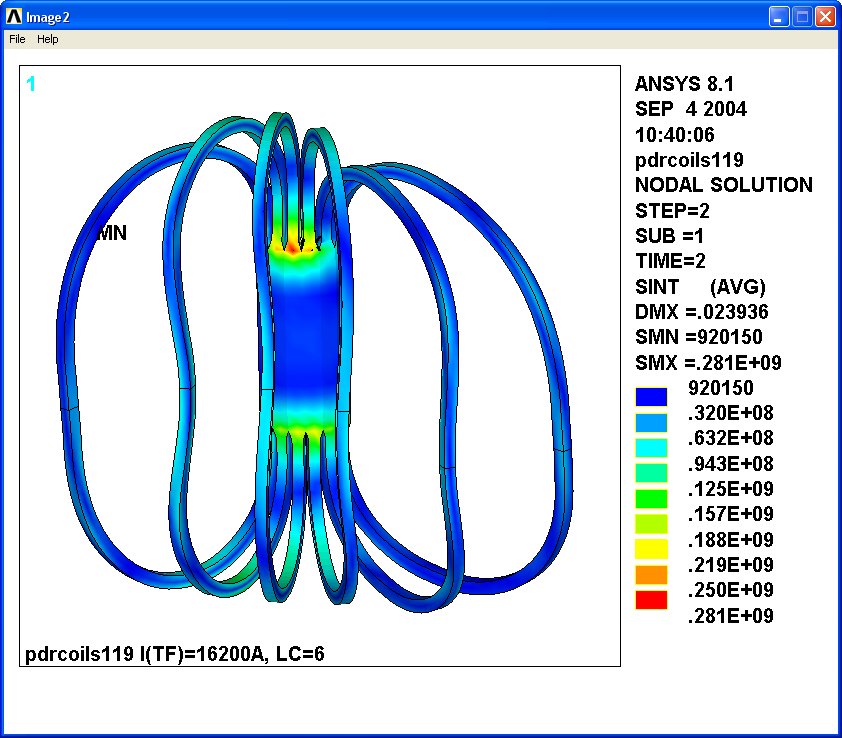 Image2
File Help
1
MN
pdrcoils119 I(TF)=16200A, LC=6
ANSYS 8.1
SEP  4 2004
10:40:06
pdrcoils119
NODAL SOLUTION
STEP=2
SUB =1
TIME=2
SINT     (AVG)
DMX =.023936
SMN =920150
SMX =.281E+09
920150
.320E+08
.632E+08
.943E+08
.125E+09
.157E+09
.188E+09
.219E+09
.250E+09
.281E+09